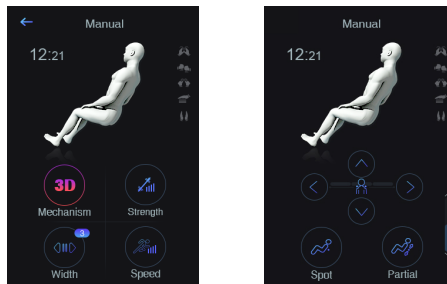 Manual
12:21
3D
Mechanism
Strength
3
Width
Speed
Manual
12:21
Spot
Partial